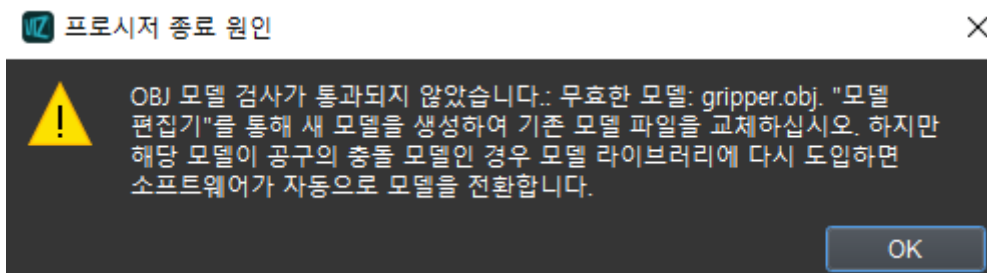 VIZ 프로시저 종료 원인
OBJ 모델 검사가 통과되지 않았습니다.: 무효한 모델: gripper.obj. "모델
편집기"를 통해 새 모델을 생성하여 기존 모델 파일을 교체하십시오. 하지만
해당 모델이 공구의 충돌 모델인 경우 모델 라이브러리에 다시 도입하면
소프트웨어가 자동으로 모델을 전환합니다.
OK